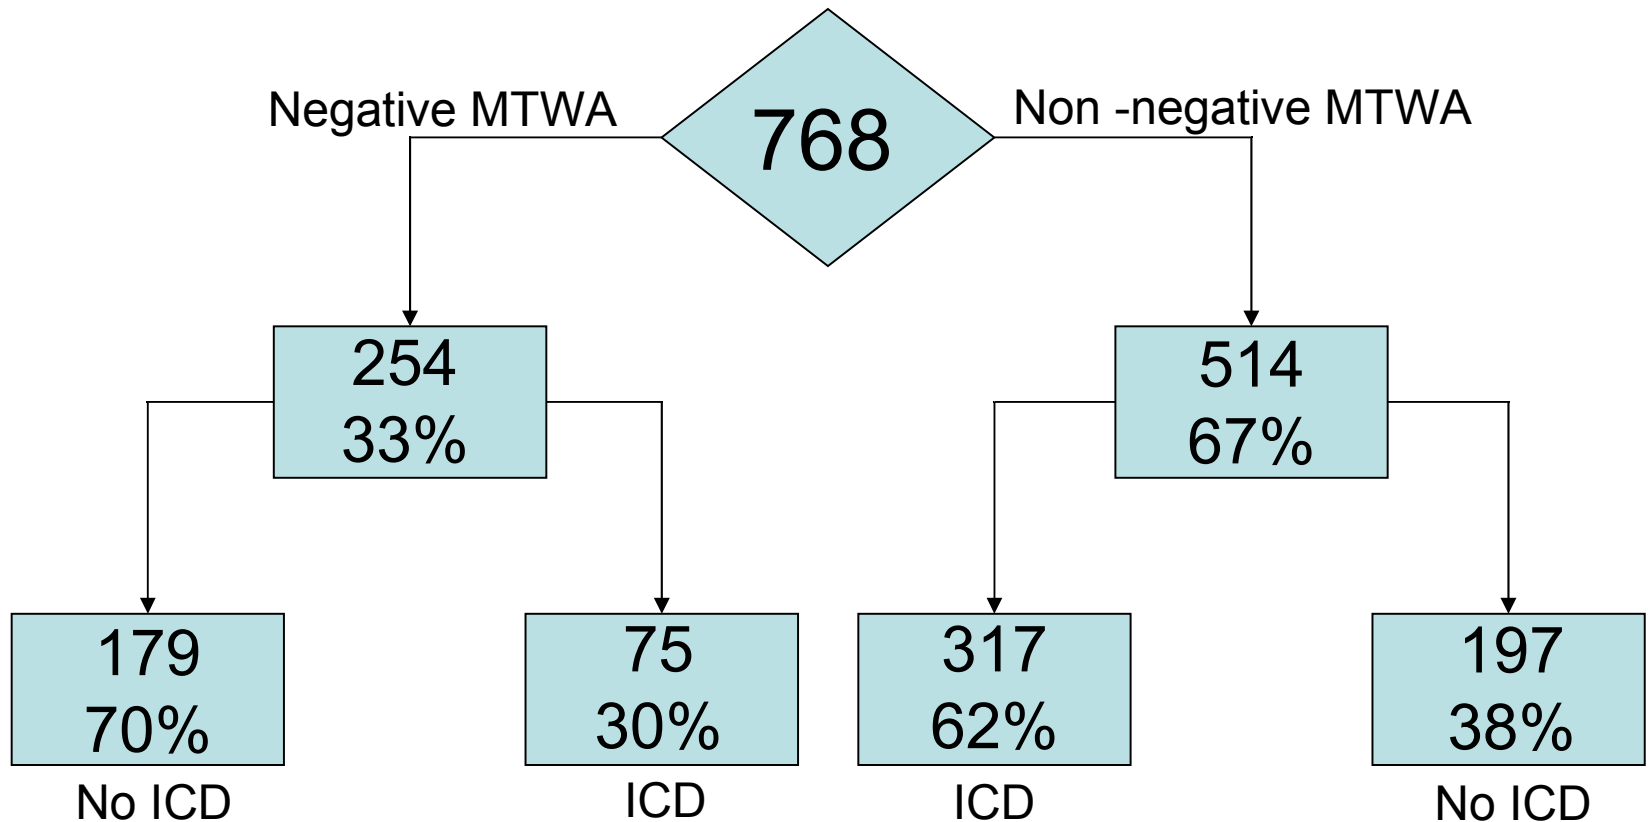 768
Negative MTWA
Non -negative MTWA
254
33%
514
67%
179
70%
No ICD
75
30%
ICD
317
62%
ICD
197
38%
No ICD